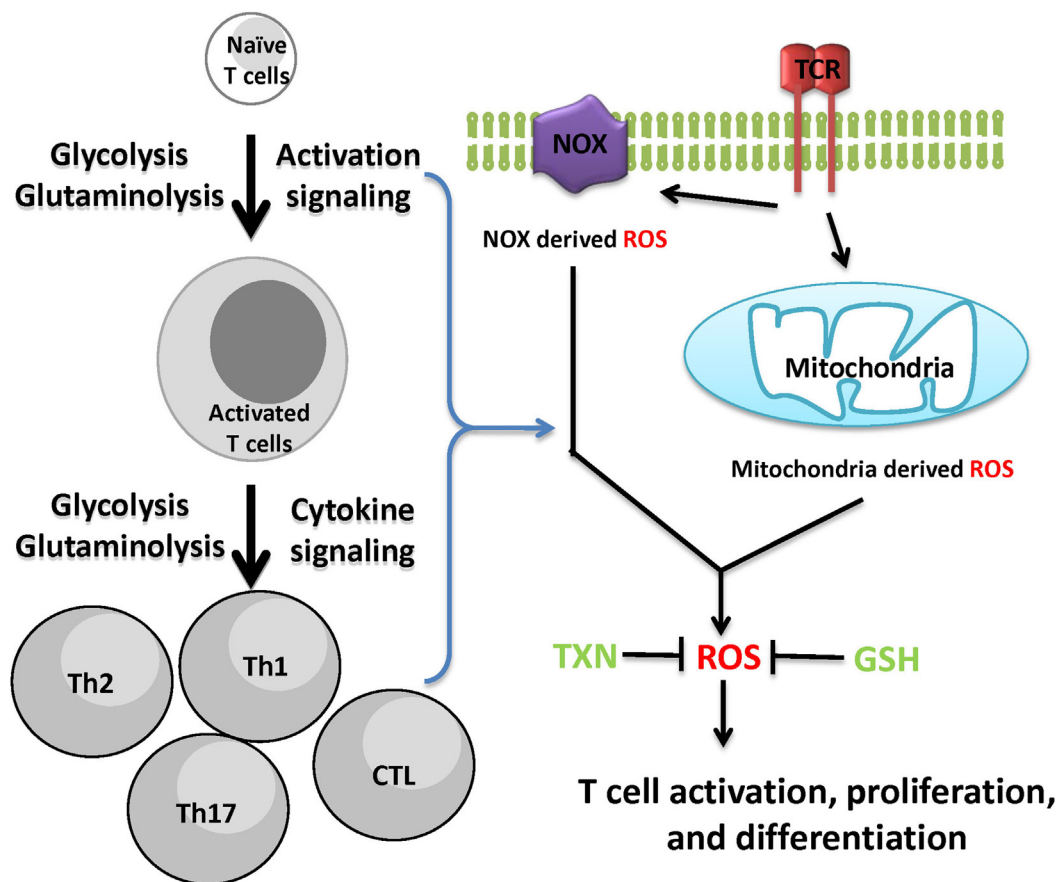 Naïve
T cells
Glycolysis
Glutaminolysis
Activation
signaling
Activated
T cells
Glycolysis
Glutaminolysis
Cytokine
signaling
Th2
Th1
Th17
CTL
TCR
NOX
NOX derived ROS
Mitochondria
Mitochondria derived ROS
TXN
ROS
GSH
T cell activation, proliferation,
and differentiation